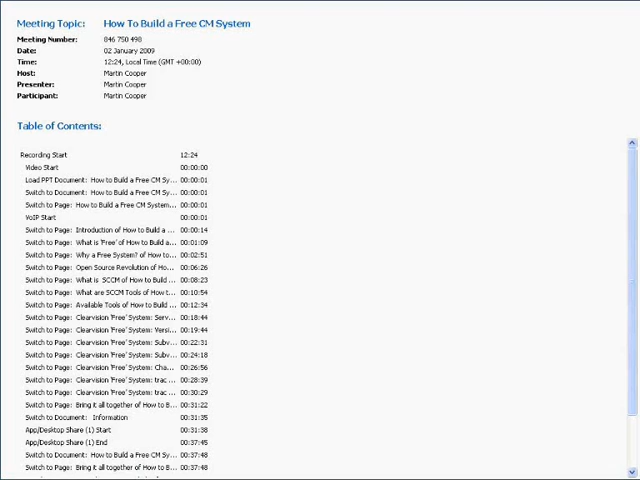 Meeting Topic: How To Build a Free CM System
Meeting Number: 846 750 498
Date: 02 January 2009
Time: 12:24, Local Time (GMT +00:00)
Host: Martin Cooper
Presenter: Martin Cooper
Participant: Martin Cooper
Table of Contents:
Recording Start 12:24
Video Start 00:00:00
Load PPT Document: How to Build a Free CM Sy... 00:00:01
Switch to Document: How to Build a Free CM Sy... 00:00:01
Switch to Page: How to Build a Free CM System... 00:00:01
VoIP Start 00:00:01
Switch to Page: Introduction of How to Build a ... 00:00:14
Switch to Page: What is 'Free' of How to Build a... 00:01:09
Switch to Page: Why a Free System? of How to... 00:02:51
Switch to Page: Open Source Revolution of Ho... 00:06:26
Switch to Page: What is SCCM of How to Build ... 00:08:23
Switch to Page: What are SCCM Tools of How t... 00:10:54
Switch to Page: Available Tools of How to Build ... 00:12:34
Switch to Page: Clearvision 'Free' System: Serv... 00:18:44
Switch to Page: Clearvision 'Free' System: Versi... 00:19:44
Switch to Page: Clearvision 'Free' System: Subv... 00:22:31
Switch to Page: Clearvision 'Free' System: Subv... 00:24:18
Switch to Page: Clearvision 'Free' System: Cha... 00:26:56
Switch to Page: Clearvision 'Free' System: trac ... 00:28:39
Switch to Page: Clearvision 'Free' System: trac ... 00:30:29
Switch to Page: Bring it all together of How to B... 00:31:22
Switch to Document: Information 00:31:35
App/Desktop Share (1) Start 00:31:38
App/Desktop Share (1) End 00:37:45
Switch to Document: How to Build a Free CM Sy... 00:37:48
Switch to Page: Bring it all together of How to B... 00:37:48